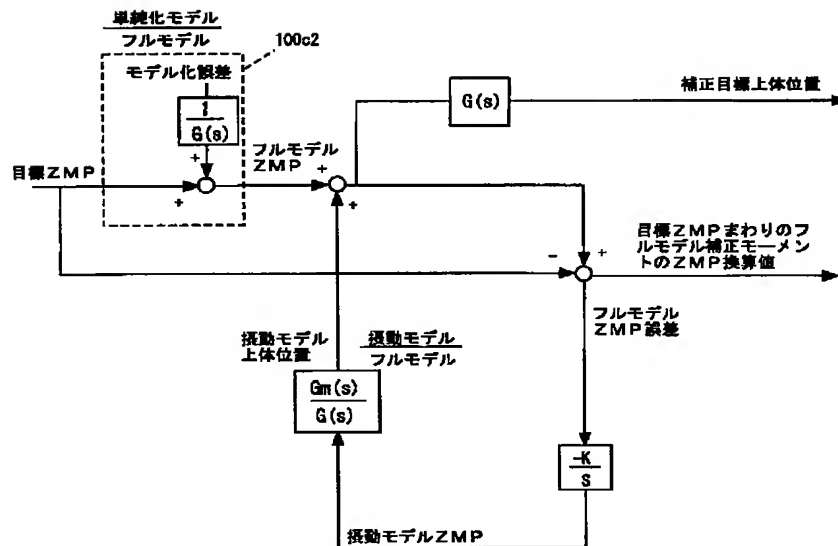 単純化モデル
フルモデル
100c2
モデル化誤差
1
G(s)
G(s)
補正目標上体位置
フルモデル
ZMP
目標ZMP
+
+
+
+
目標ZMPまわりのフ
ルモデル補正モーメン
トのZMP換算値
-
+
フルモデル
ZMP誤差
摂動モデル
上体位置
摂動モデル
フルモデル
Gm(s)
G(s)
-K
S
摂動モデルZMP